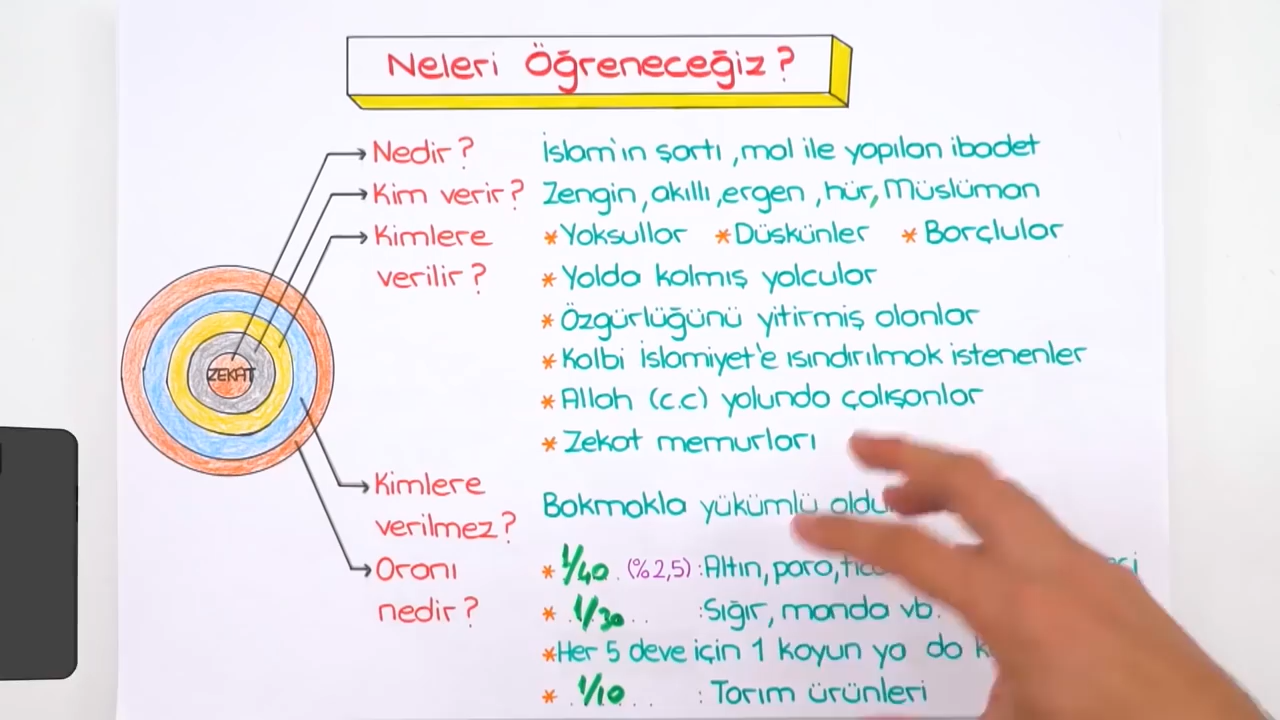 Neleri Öğreneceğiz?
Nedir? İslam'ın şartı, mal ile yapılan ibadet
Kim verir? Zengin, akıllı, ergen, hür, Müslüman
Kimlere verilir? * Yoksullar * Düşkünler * Borçlular
* Yolda kalmış yolcular
* Özgürlüğünü yitirmiş olanlar
* Kalbi İslamiyet'e ısındırılmak istenenler
* Allah (c.c) yolunda çalışanlar
* Zekat memurları
ZEKAT
Kimlere verilmez? Bakmakla yükümlü
Oranı nedir? * 1/40 (%2,5) : Altın, para,
* 1/30 : Sığır, manda vb.
* Her 5 deve için 1 koyun ya da
* 1/10 : Tarım ürünleri